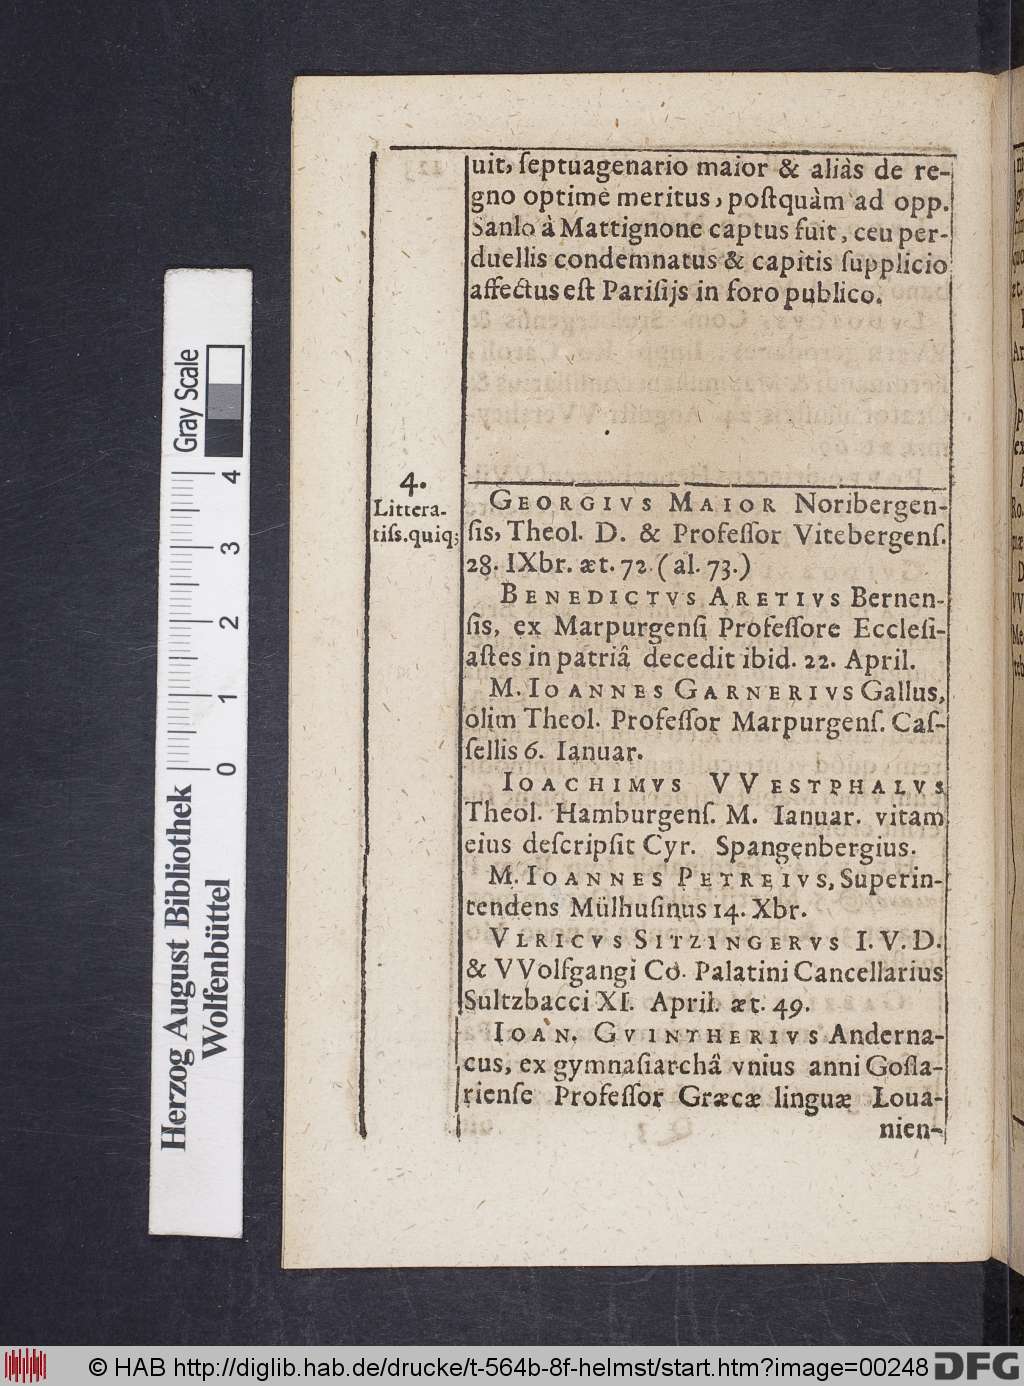 uit, ſeptuagenario maior & aliàs de re-
gno optimè meritus, poſtquàm ad opp.
Sanlo à Mattignone captus fuit, ceu per-
duellis condemnatus & capitis ſupplicio
affectus eſt Pariſijs in foro publico.
4.
Littera-
tiſs.quiq;
GEORGIVS MAIOR Noribergen-
ſis, Theol. D. & Profeſſor Vitebergenſ.
28. IXbr. æt. 72. (al. 73.)
BENEDICTVS ARETIVS Bernen-
ſis, ex Marpurgenſi Profeſſore Eccleſi-
aſtes in patriâ decedit ibid. 22. April.
M. IOANNES GARNERIVS Gallus,
olim Theol. Profeſſor Marpurgenſ. Caſ-
ſellis 6. Ianuar.
IOACHIMVS VVESTPHALVS
Theol. Hamburgenſ. M. Ianuar. vitam
eius deſcripſit Cyr. Spangenbergius.
M. IOANNES PETREIVS, Superin-
tendens Mülhuſinus 14. Xbr.
VLRICVS SITZINGERVS I. V. D.
& VVolfgangi Co. Palatini Cancellarius
Sultzbacci XI. April. æt. 49.
IOAN. GVINTHERIVS Anderna-
cus, ex gymnaſiarchâ vnius anni Goſla-
rienſe Profeſſor Græcæ linguæ Loua-
nien-
Gray Scale
4
3
2
1
0
Herzog August Bibliothek
Wolfenbüttel
© HAB http://diglib.hab.de/drucke/t-564b-8f-helmst/start.htm?image=00248
DFG